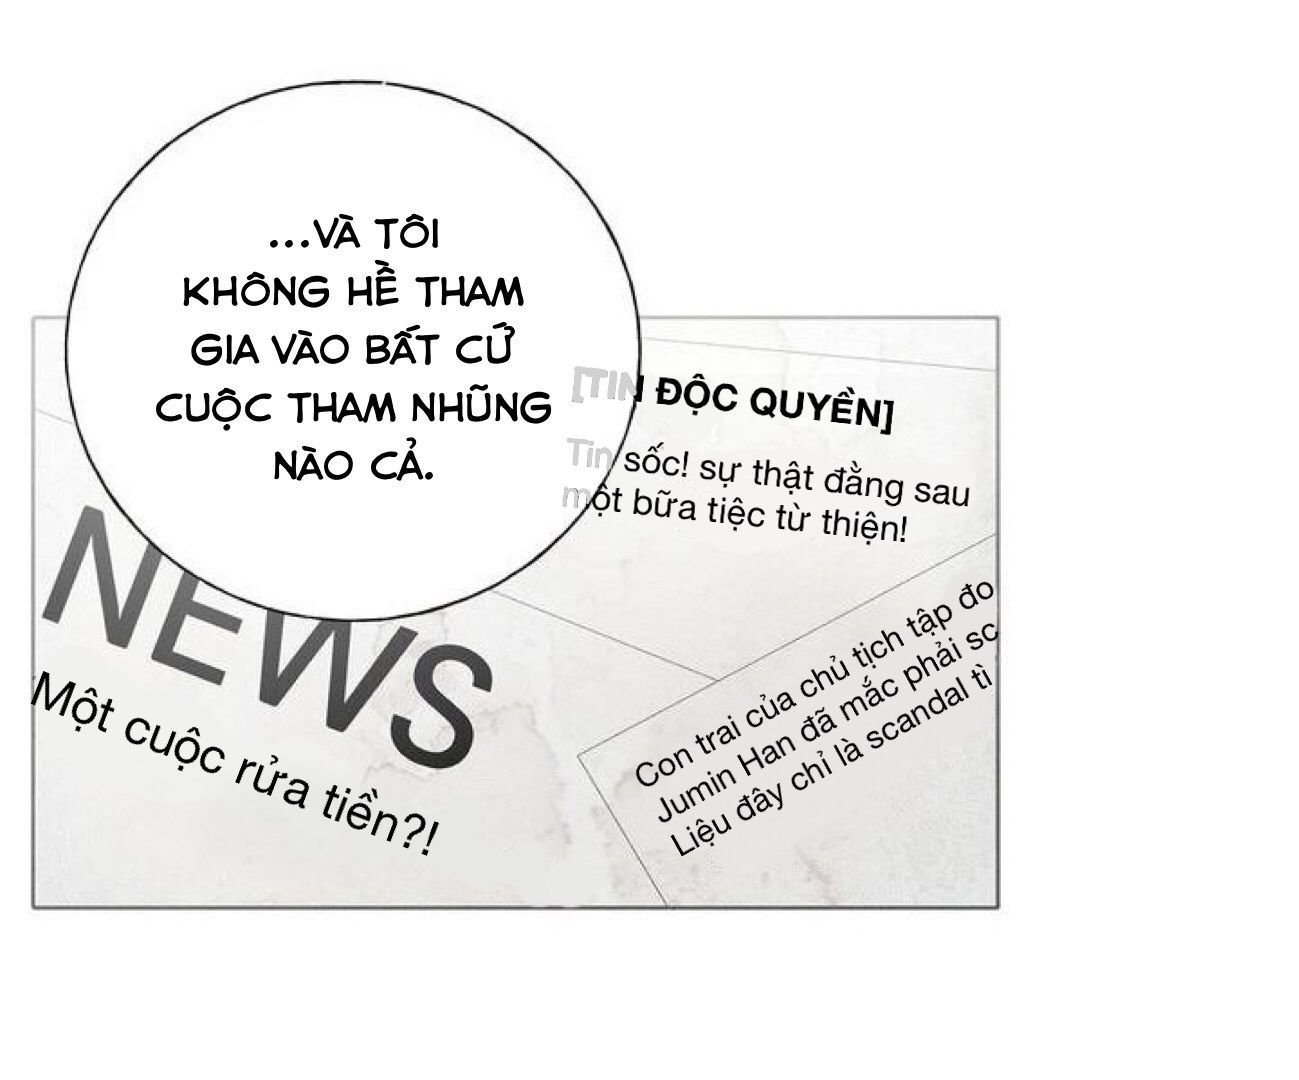 ...VÀ TÔI
KHÔNG HỀ THAM
GIA VÀO BẤT CỨ
CUỘC THAM NHŨNG
NÀO CẢ.
[TIN ĐỘC QUYỀN]
Tin sốc! sự thật đằng sau
một bữa tiệc từ thiện!
NEWS
Một cuộc rửa tiền?!
Con trai của chủ tịch tập đo
Jumin Han đã mắc phải sc
Liệu đây chỉ là scandal tì